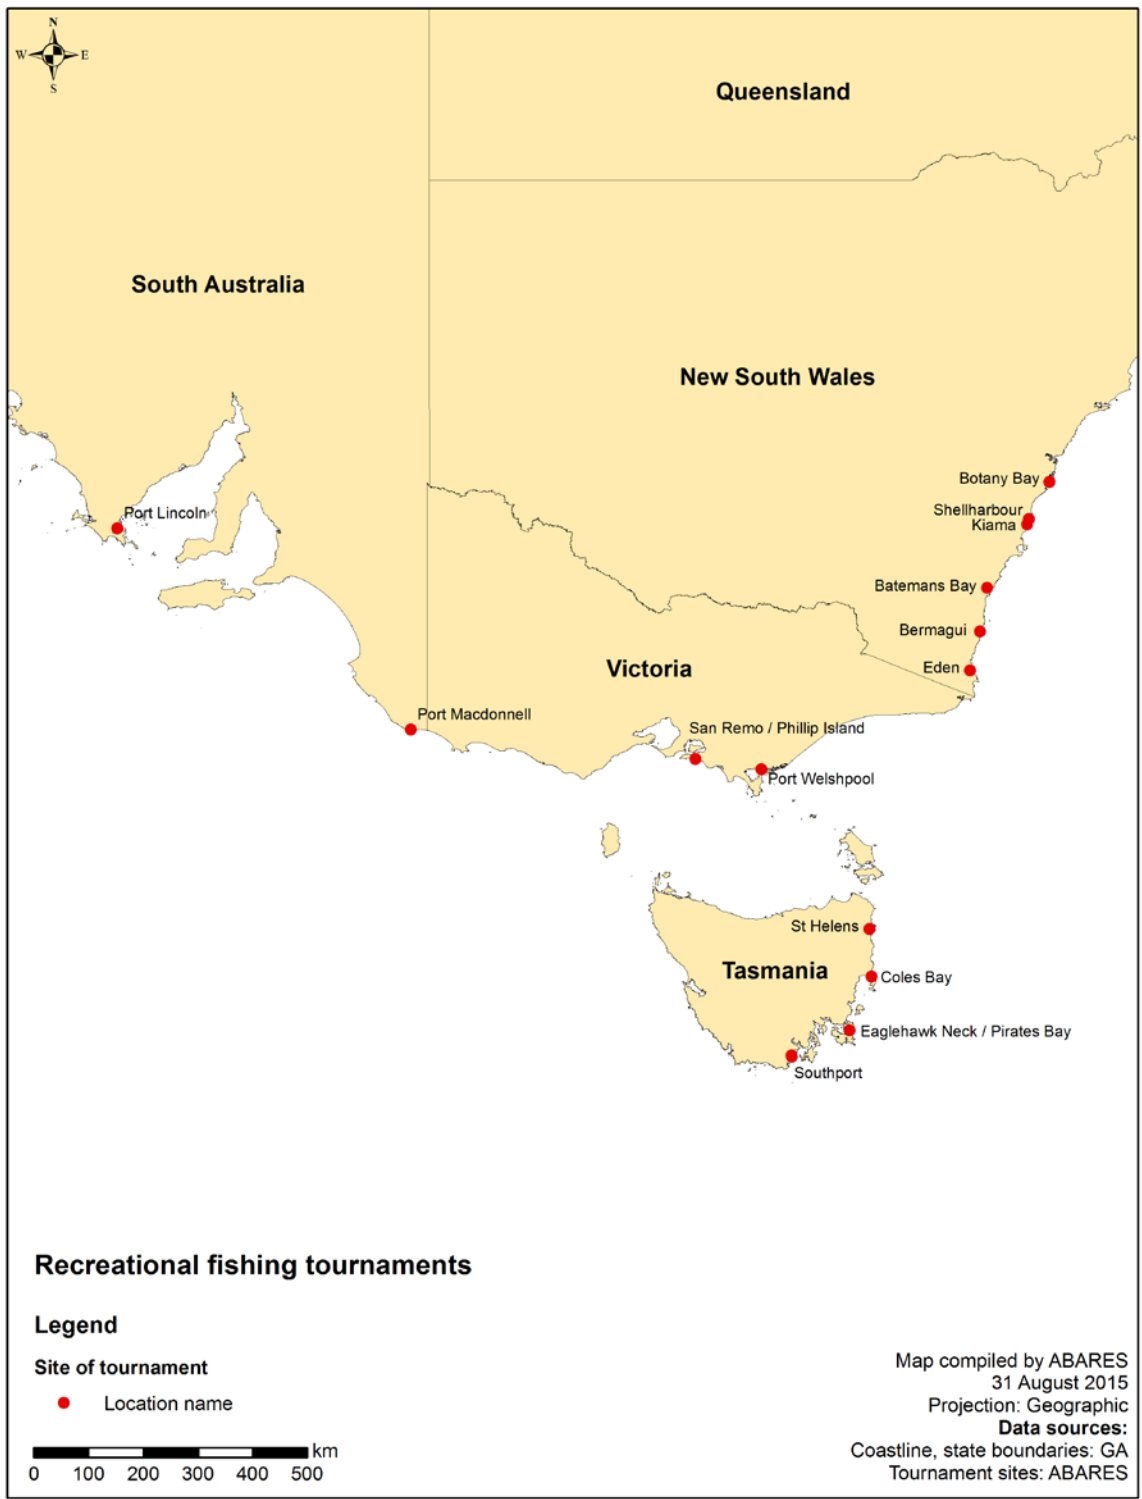 N
W E
S
Queensland
South Australia
New South Wales
Botany Bay
Shellharbour
Kiama
Port Lincoln
Batemans Bay
Bermagui
Eden
Victoria
Port Macdonnell
San Remo / Phillip Island
Port Welshpool
St Helens
Tasmania
Coles Bay
Eaglehawk Neck / Pirates Bay
Southport
Recreational fishing tournaments
Legend
Site of tournament
Location name
km
0 100 200 300 400 500
Map compiled by ABARES
31 August 2015
Projection: Geographic
Data sources:
Coastline, state boundaries: GA
Tournament sites: ABARES